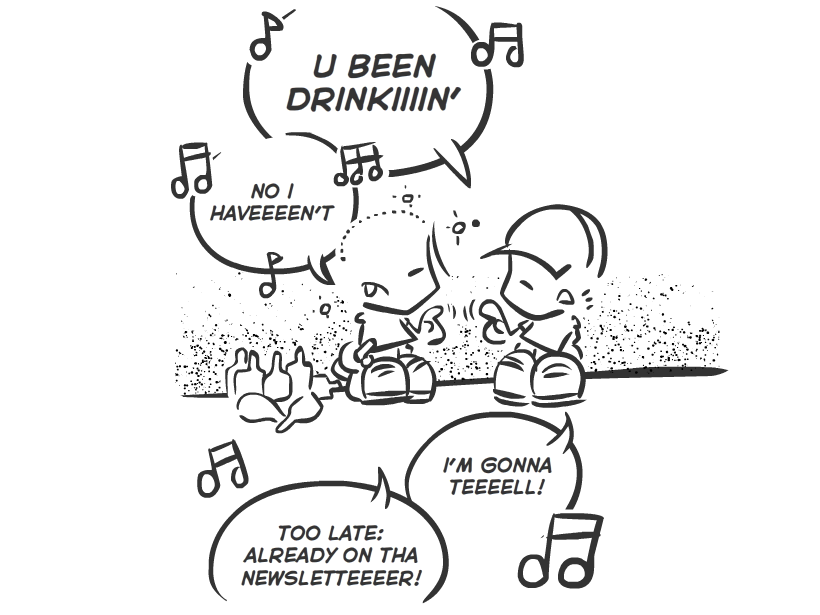 U BEEN
DRINKIIIIN'
NO I
HAVEEEEN'T
I'M GONNA
TEEEELL!
TOO LATE:
ALREADY ON THA
NEWSLETTEEEER!